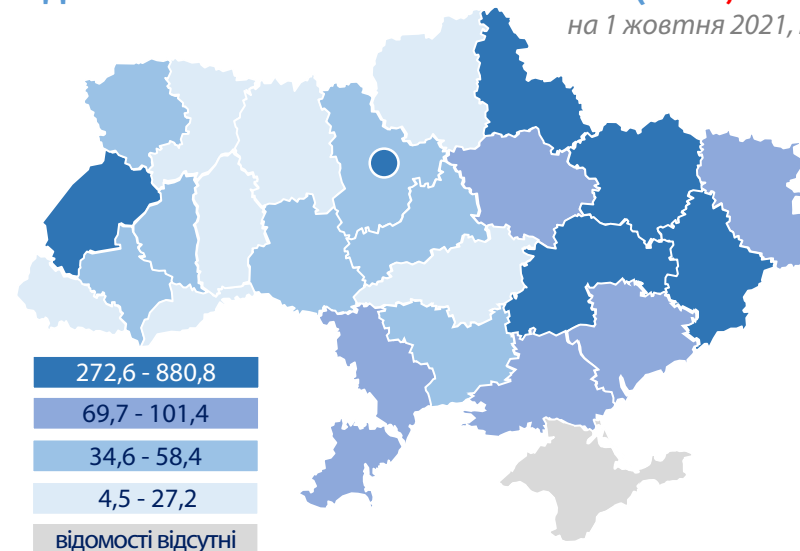 на 1 жовтня 2021,
272,6 - 880,8
69,7 - 101,4
34,6 - 58,4
4,5 - 27,2
відомості відсутні